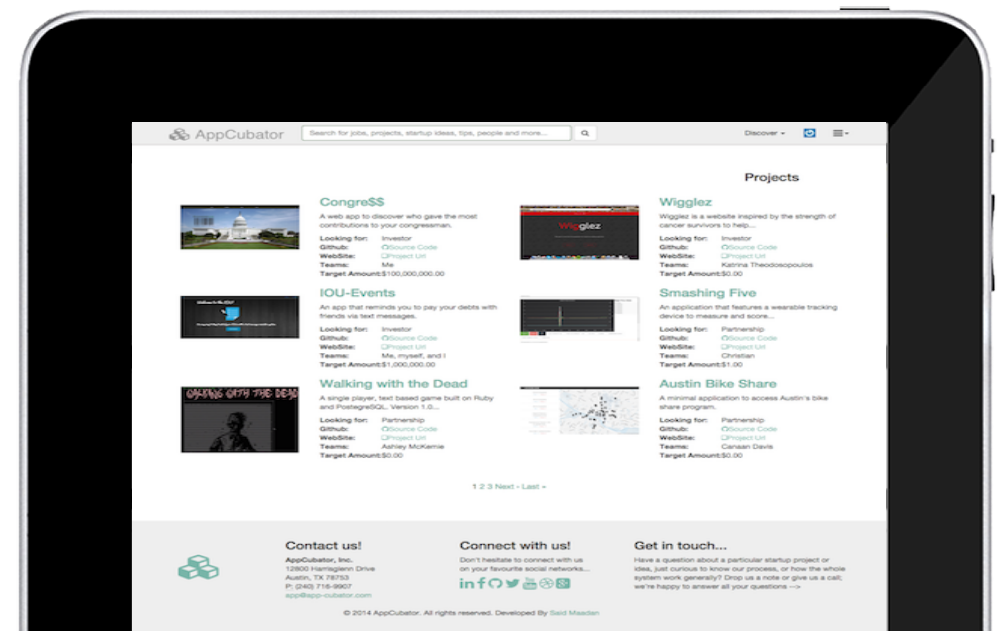 AppCubator
Search for jobs, projects, startup ideas, tips, people and more...
Discover
Projects
Congre$$
A web app to discover who gave the most
contributions to your congressman.
Looking for: Investor
Github: Source Code
WebSite: Project Url
Teams: Me
Target Amount:$100,000,000.00
Wigglez
Wigglez
Wigglez is a website inspired by the strength of
cancer survivors to help...
Looking for: Investor
Github: Source Code
WebSite: Project Url
Teams: Katrina Theodosopoulos
Target Amount:$0.00
IOU-Events
An app that reminds you to pay your debts with
friends via text messages.
Looking for: Investor
Github: Source Code
WebSite: Project Url
Teams: Me, myself, and I
Target Amount:$1,000,000.00
Smashing Five
An application that features a wearable tracking
device to measure and score...
Looking for: Partnership
Github: Source Code
WebSite: Project Url
Teams: Christian
Target Amount:$1.00
WALKING WITH THE DEAD
Walking with the Dead
A single player, text based game built on Ruby
and PostegreSQL. Version 1.0...
Looking for: Partnership
Github: Source Code
WebSite: Project Url
Teams: Ashley McKemie
Target Amount:$0.00
Austin Bike Share
A minimal application to access Austin's bike
share program.
Looking for: Partnership
Github: Source Code
WebSite: Project Url
Teams: Canaan Davis
Target Amount:$0.00
1 2 3 Next › Last »
Contact us!
AppCubator, Inc.
12800 Harrisglenn Drive
Austin, TX 78753
P: (240) 716-9907
app@app-cubator.com
Connect with us!
Don't hesitate to connect with us
on your favourite social networks...
Get in touch...
Have a question about a particular startup project or
idea, just curious to know our process, or how the whole
system work generally? Drop us a note or give us a call;
we're happy to answer all your questions -->
© 2014 AppCubator. All rights reserved. Developed By Said Maadan